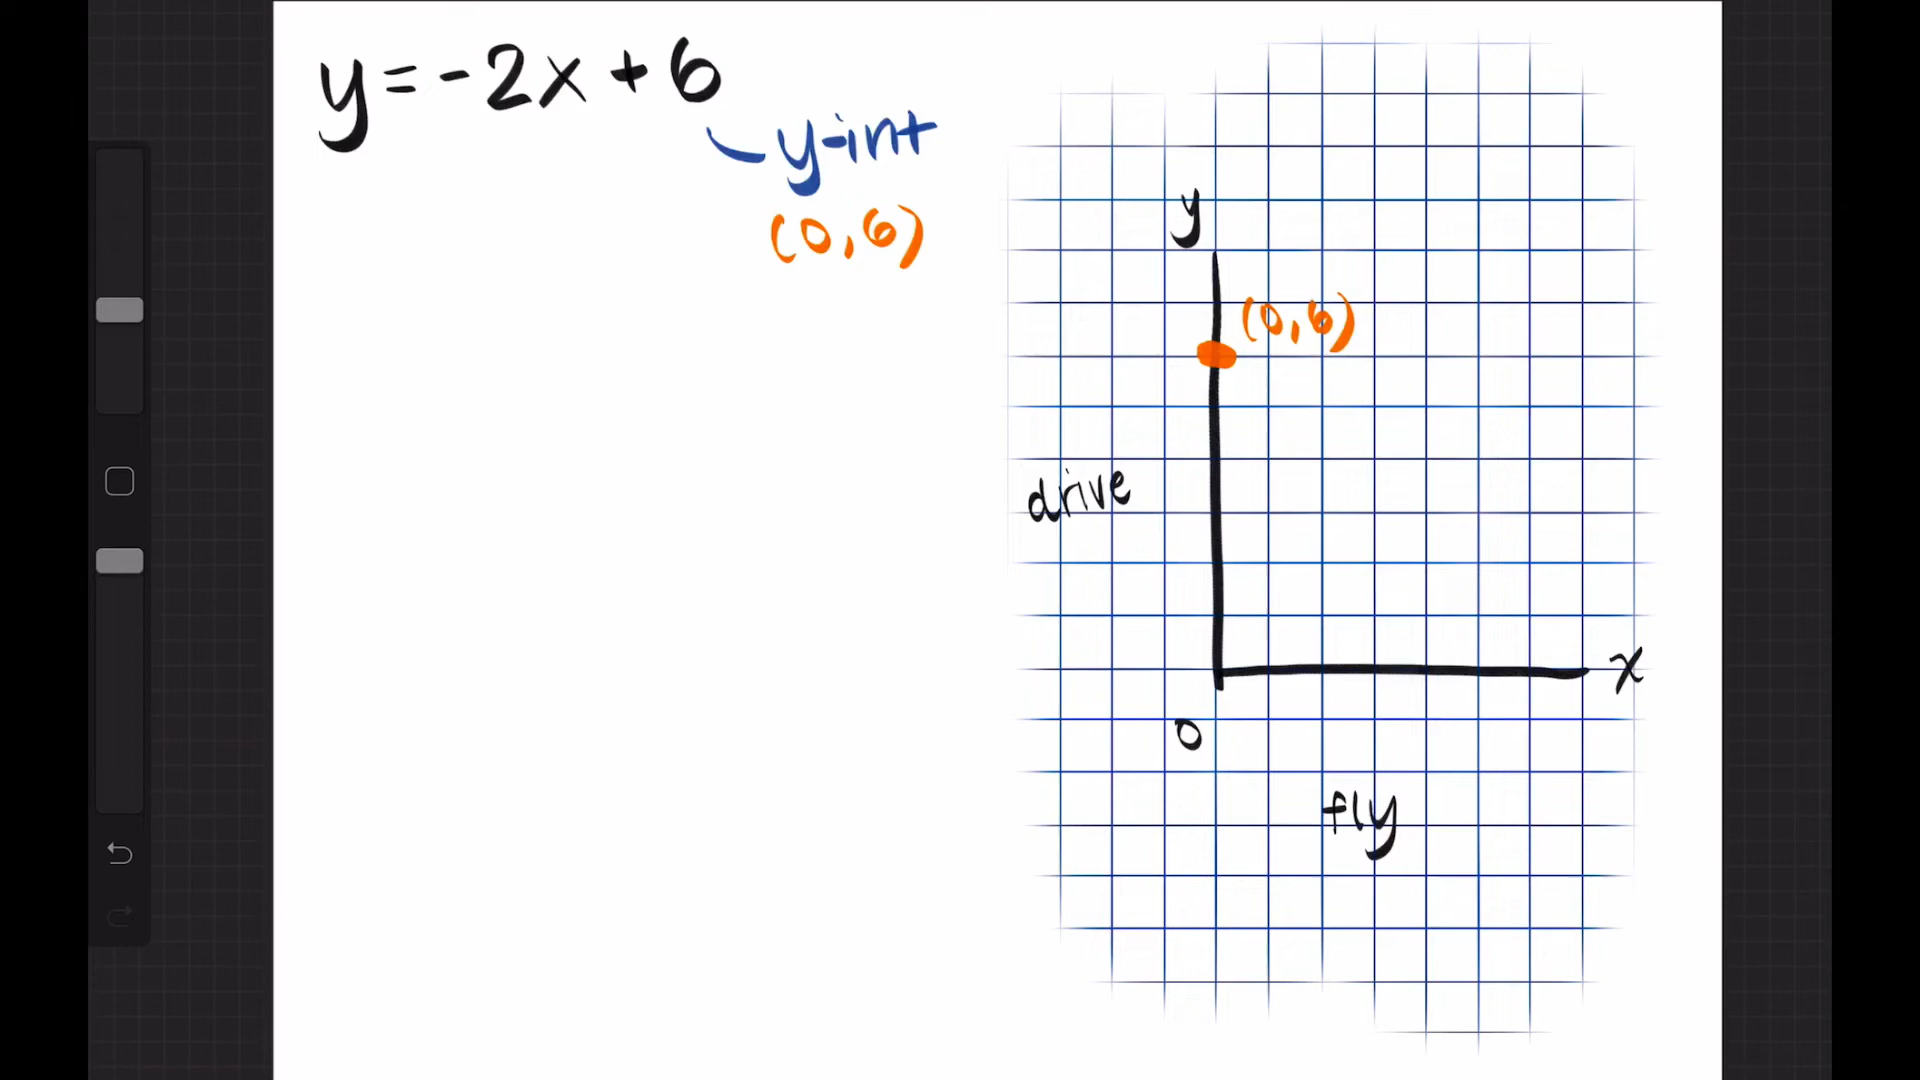 y=-2x+6
y-int
(0,6)
y
(0,6)
drive
x
0
fly